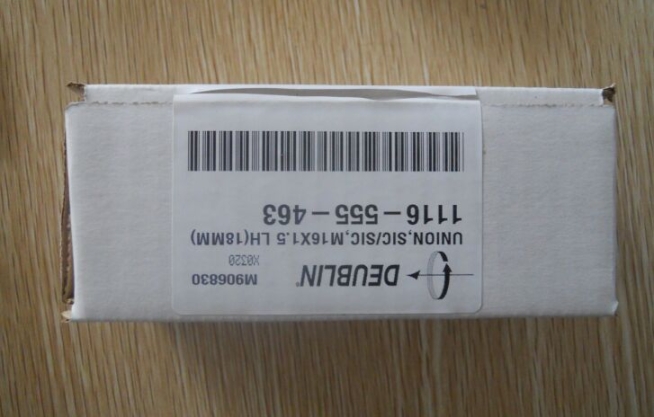 DEUBLIN® M906830
X0320
UNION,SIC/SIC,M16X1.5 LH(18MM)
1116-555-463